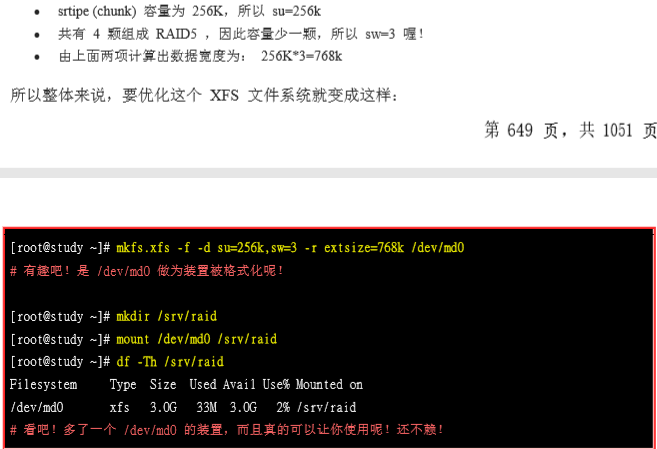 • srtipe (chunk) 容量为 256K，所以 su=256k
• 共有 4 颗组成 RAID5 ，因此容量少一颗，所以 sw=3 喔！
• 由上面两项计算出数据宽度为： 256K*3=768k
所以整体来说，要优化这个 XFS 文件系统就变成这样：
第 649 页，共 1051 页
[root@study ~]# mkfs.xfs -f -d su=256k,sw=3 -r extsize=768k /dev/md0
# 有趣吧！是 /dev/md0 做为装置被格式化呢！
[root@study ~]# mkdir /srv/raid
[root@study ~]# mount /dev/md0 /srv/raid
[root@study ~]# df -Th /srv/raid
Filesystem Type Size Used Avail Use% Mounted on
/dev/md0 xfs 3.0G 33M 3.0G 2% /srv/raid
# 看吧！多了一个 /dev/md0 的装置，而且真的可以让你使用呢！还不赖！